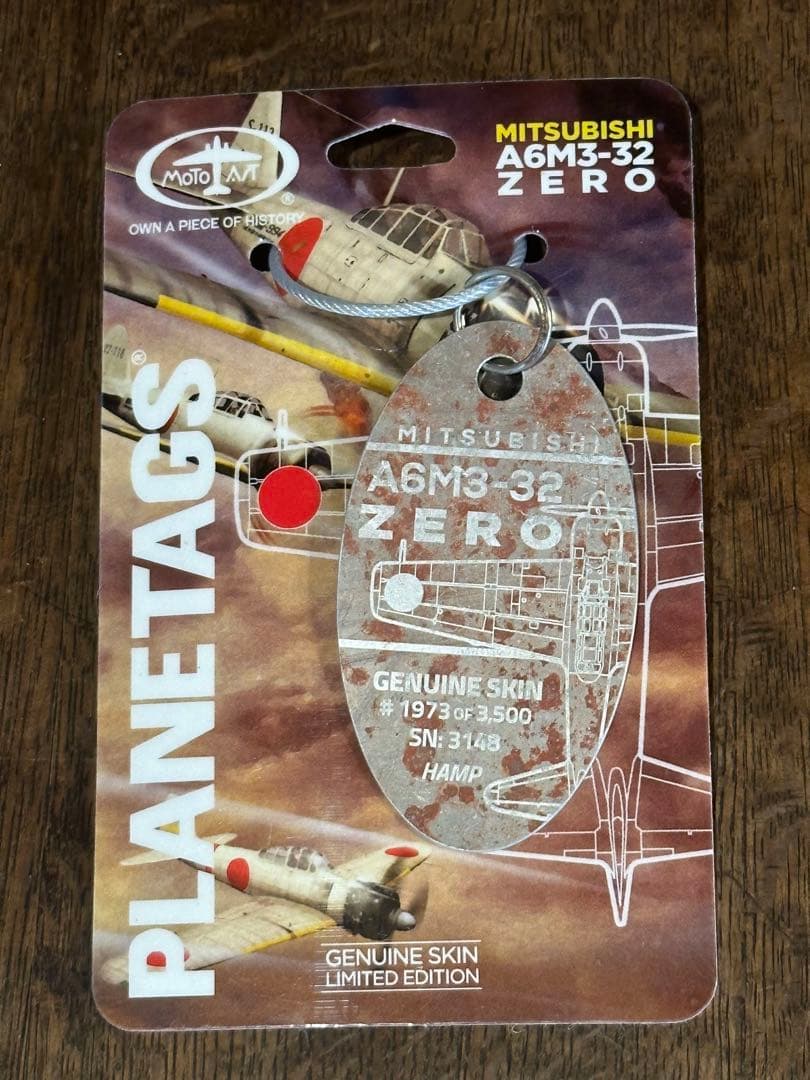 MITSUBISHI
A6M3-32
ZERO
MOTO ART
®
OWN A PIECE OF HISTORY
PLANETAGS
MITSUBISHI
A6M3-32
ZERO
GENUINE SKIN
# 1973 OF 3,500
SN: 3148
HAMP
GENUINE SKIN
LIMITED EDITION